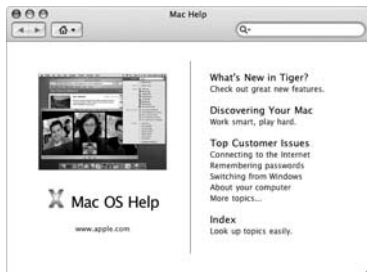 Mac Help
What's New in Tiger?
Check out great new features.
Discovering Your Mac
Work smart, play hard.
Top Customer Issues
Connecting to the Internet
Remembering passwords
Switching from Windows
About your computer
More topics...
Index
Look up topics easily.
Mac OS Help
www.apple.com